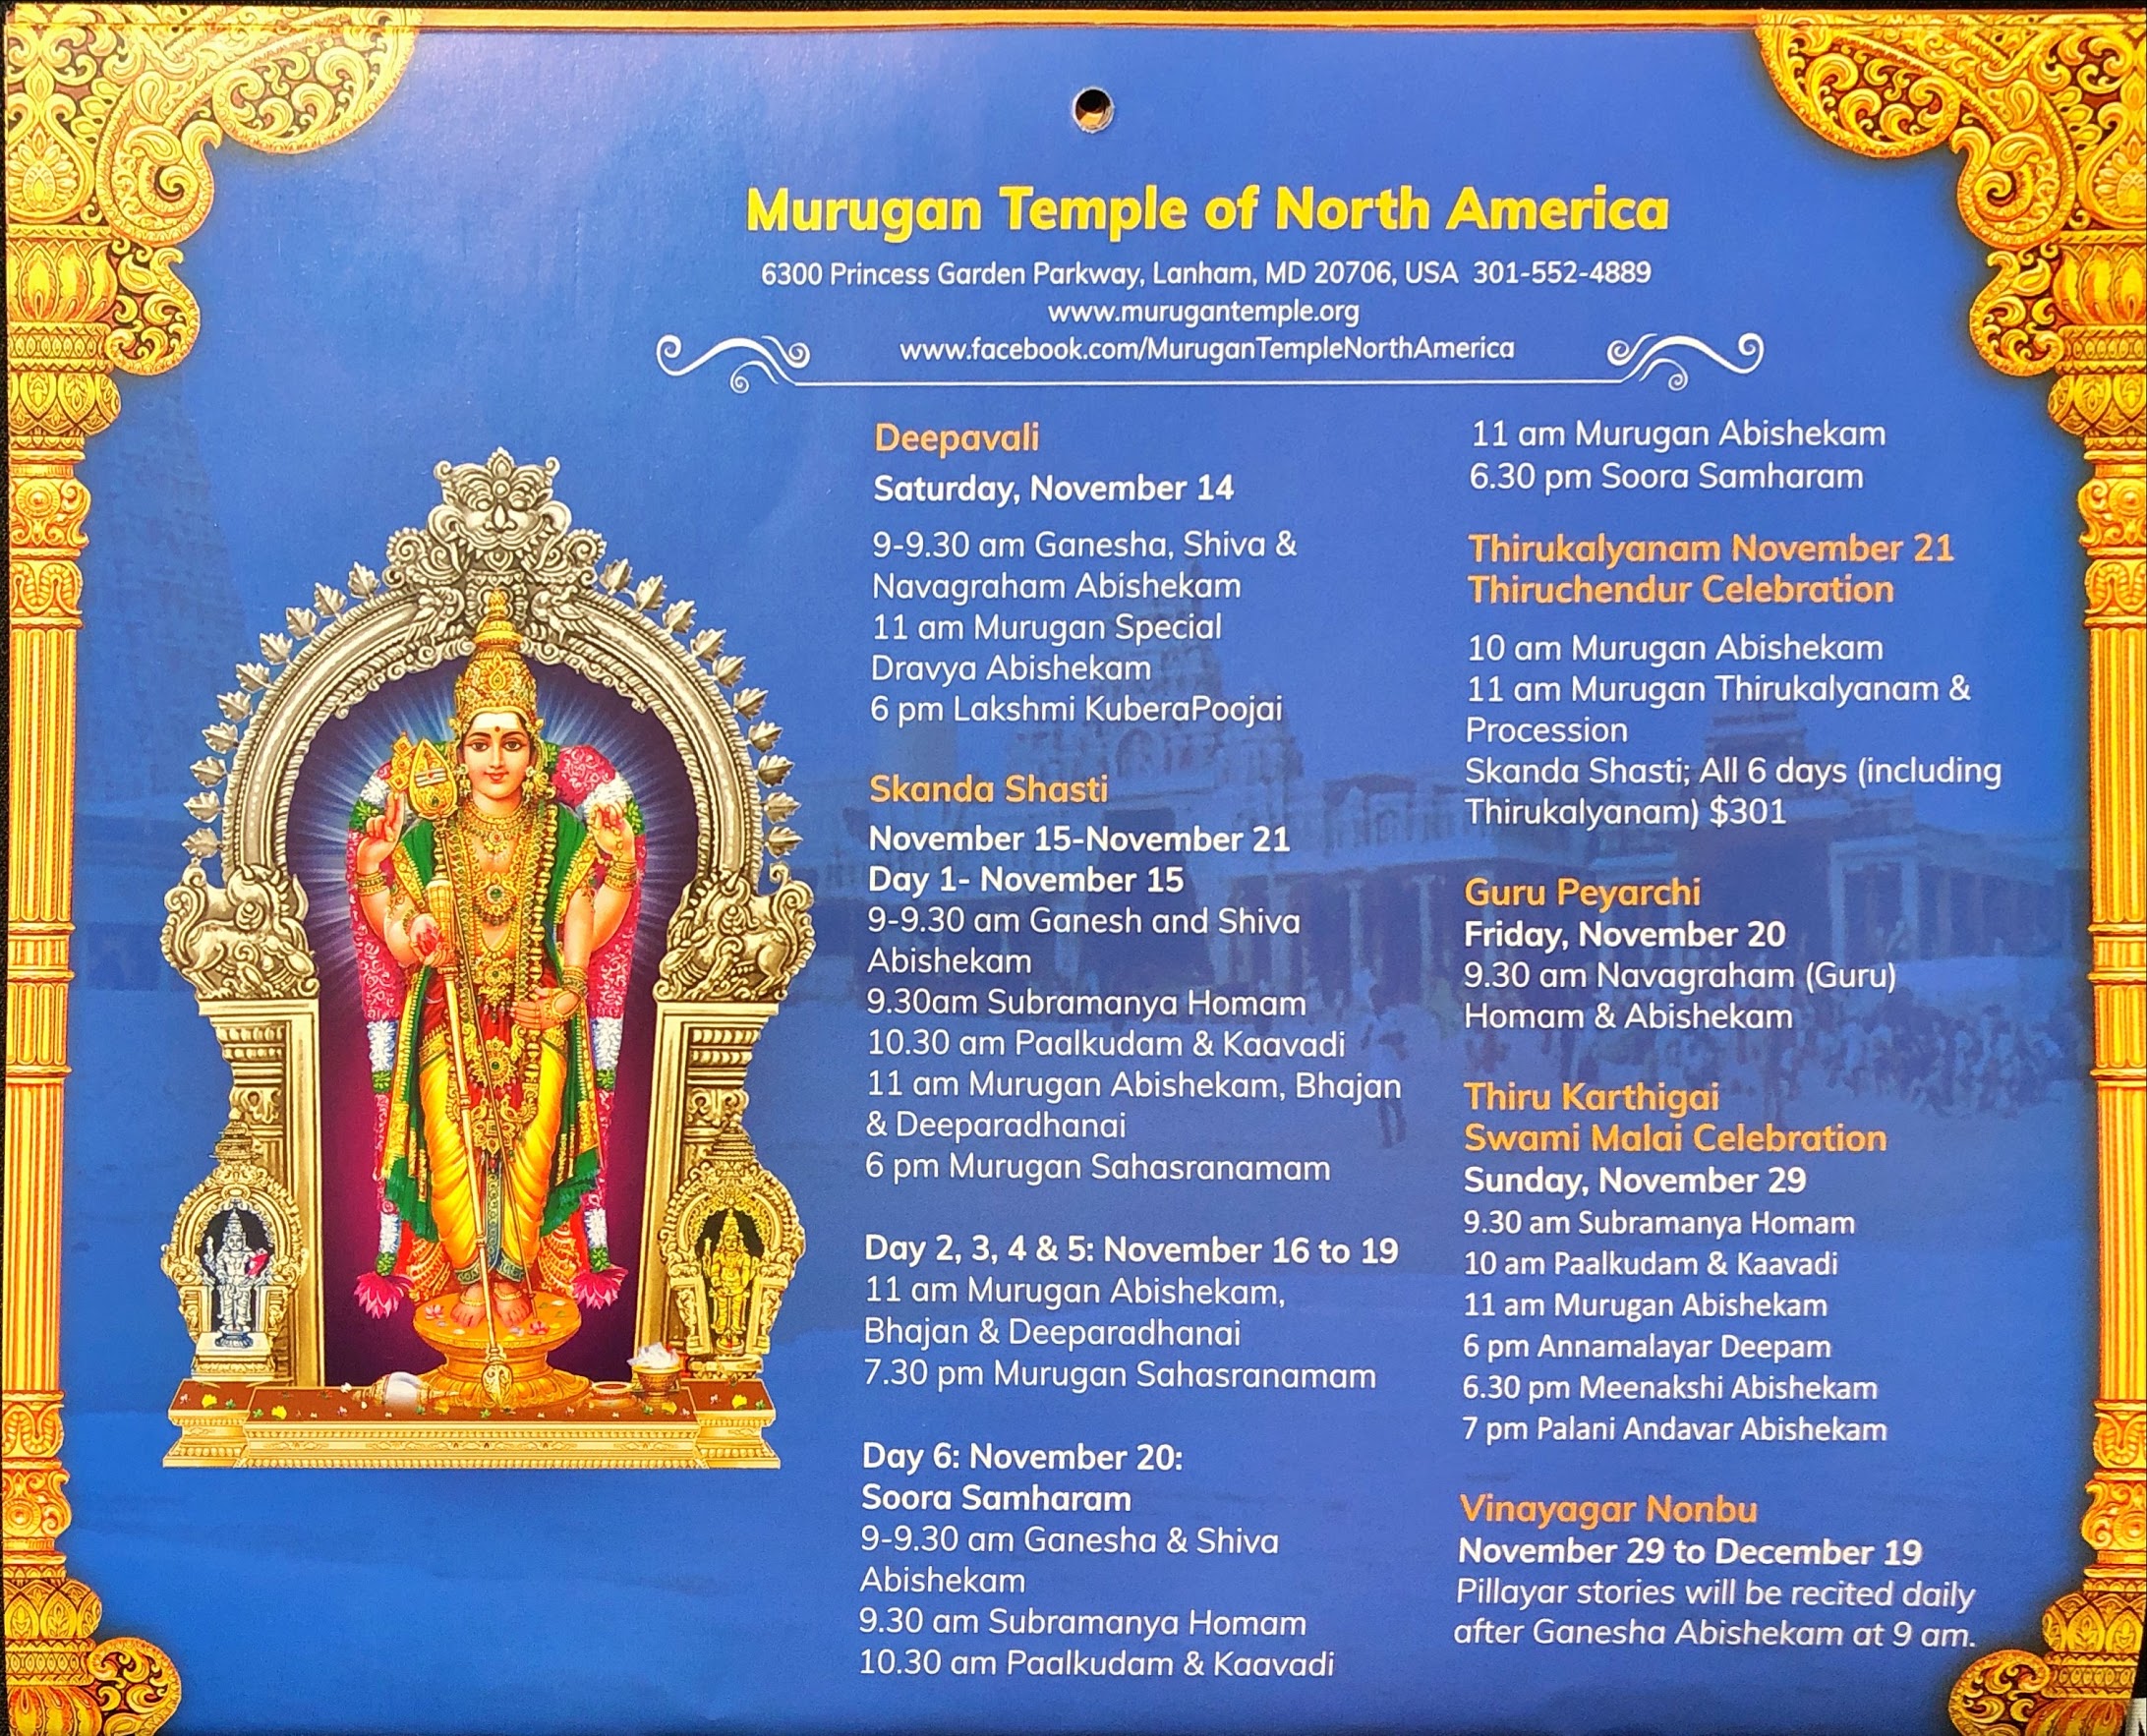 Murugan Temple of North America
6300 Princess Garden Parkway, Lanham, MD 20706, USA 301-552-4889
www.murugantemple.org
www.facebook.com/MuruganTempleNorthAmerica
Deepavali
Saturday, November 14
9-9.30 am Ganesha, Shiva &
Navagraham Abishekam
11 am Murugan Special
Dravya Abishekam
6 pm Lakshmi KuberaPoojai
Skanda Shasti
November 15-November 21
Day 1- November 15
9-9.30 am Ganesh and Shiva
Abishekam
9.30am Subramanya Homam
10.30 am Paalkudam & Kaavadi
11 am Murugan Abishekam, Bhajan
& Deeparadhanai
6 pm Murugan Sahasranamam
Day 2, 3, 4 & 5: November 16 to 19
11 am Murugan Abishekam,
Bhajan & Deeparadhanai
7.30 pm Murugan Sahasranamam
Day 6: November 20:
Soora Samharam
9-9.30 am Ganesha & Shiva
Abishekam
9.30 am Subramanya Homam
10.30 am Paalkudam & Kaavadi
11 am Murugan Abishekam
6.30 pm Soora Samharam
Thirukalyanam November 21
Thiruchendur Celebration
10 am Murugan Abishekam
11 am Murugan Thirukalyanam &
Procession
Skanda Shasti; All 6 days (including
Thirukalyanam) $301
Guru Peyarchi
Friday, November 20
9.30 am Navagraham (Guru)
Homam & Abishekam
Thiru Karthigai
Swami Malai Celebration
Sunday, November 29
9.30 am Subramanya Homam
10 am Paalkudam & Kaavadi
11 am Murugan Abishekam
6 pm Annamalayar Deepam
6.30 pm Meenakshi Abishekam
7 pm Palani Andavar Abishekam
Vinayagar Nonbu
November 29 to December 19
Pillayar stories will be recited daily
after Ganesha Abishekam at 9 am.